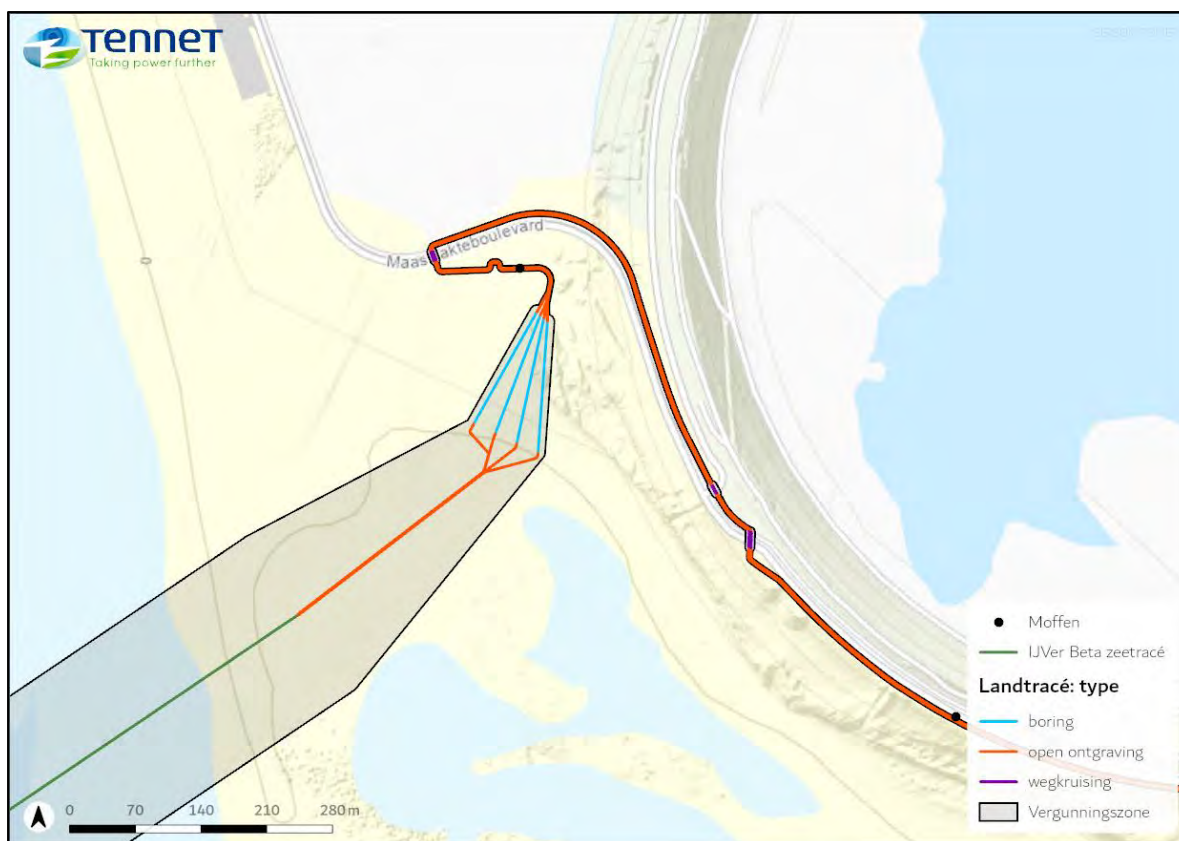 TENNET
Taking power further
Maasvlakteboulevard
0
Moffen
IJVer Beta zeetracé
Landtracé: type
boring
open ontgraving
wegkruising
Vergunningszone
0 70 140 210 280 m